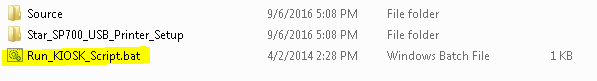 Source 9/6/2016 5:08 PM File folder
Star_SP700_USB_Printer_Setup 9/6/2016 5:08 PM File folder
Run_KIOSK_Script.bat 4/2/2014 2:28 PM Windows Batch File 1 KB